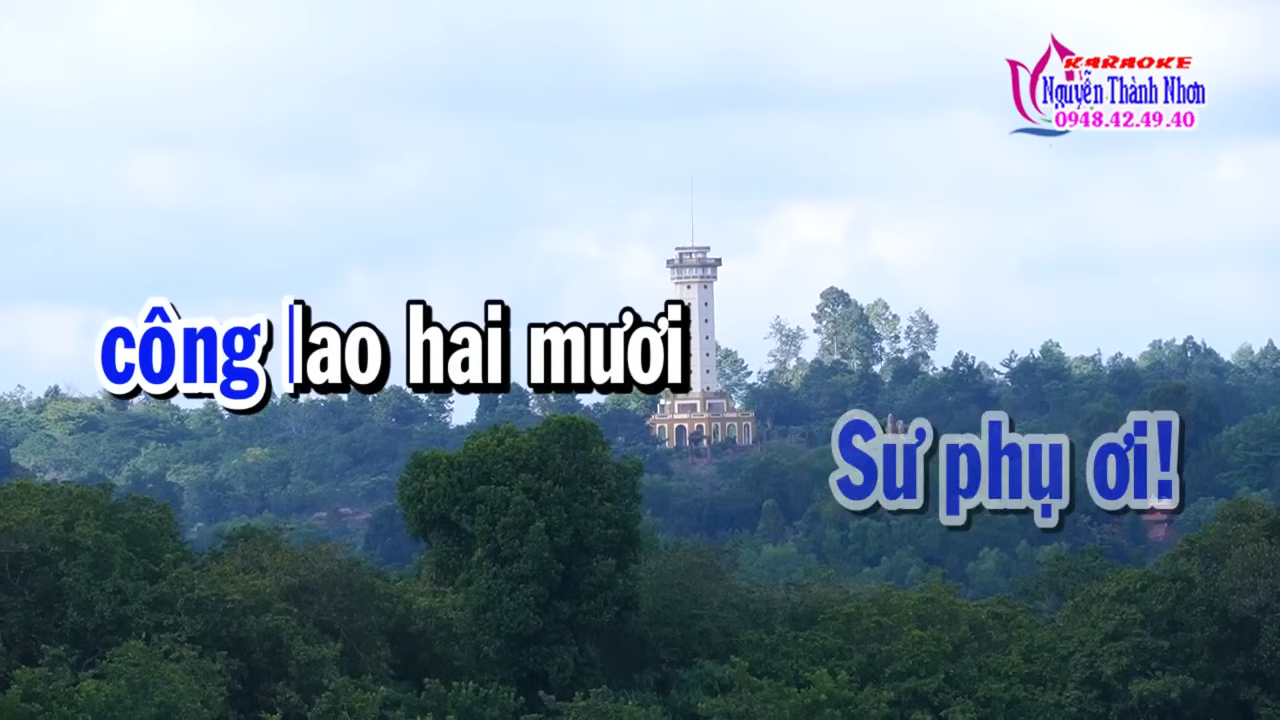 KARAOKE
Nguyễn Thành Nhơn
0948.42.49.40
công lao hai mươi
Sư phụ ơi!